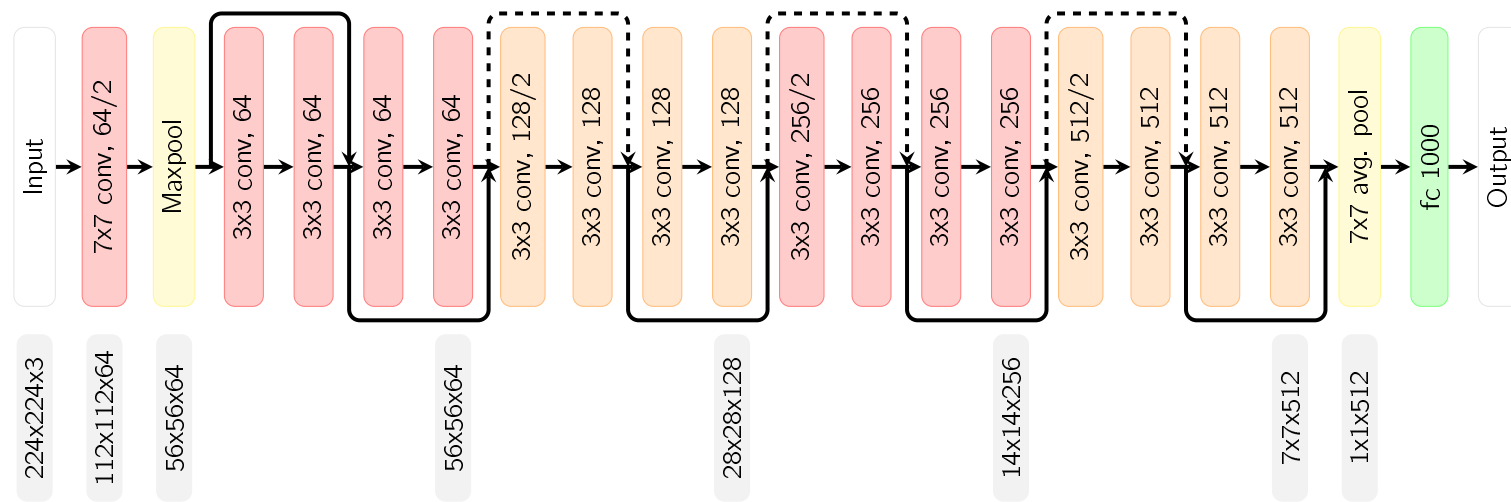 Input
7x7 conv, 64/2
Maxpool
3x3 conv, 64
3x3 conv, 64
3x3 conv, 64
3x3 conv, 64
3x3 conv, 128/2
3x3 conv, 128
3x3 conv, 128
3x3 conv, 128
3x3 conv, 256/2
3x3 conv, 256
3x3 conv, 256
3x3 conv, 256
3x3 conv, 512/2
3x3 conv, 512
3x3 conv, 512
3x3 conv, 512
7x7 avg. pool
fc 1000
Output
224x224x3
112x112x64
56x56x64
56x56x64
28x28x128
14x14x256
7x7x512
1x1x512